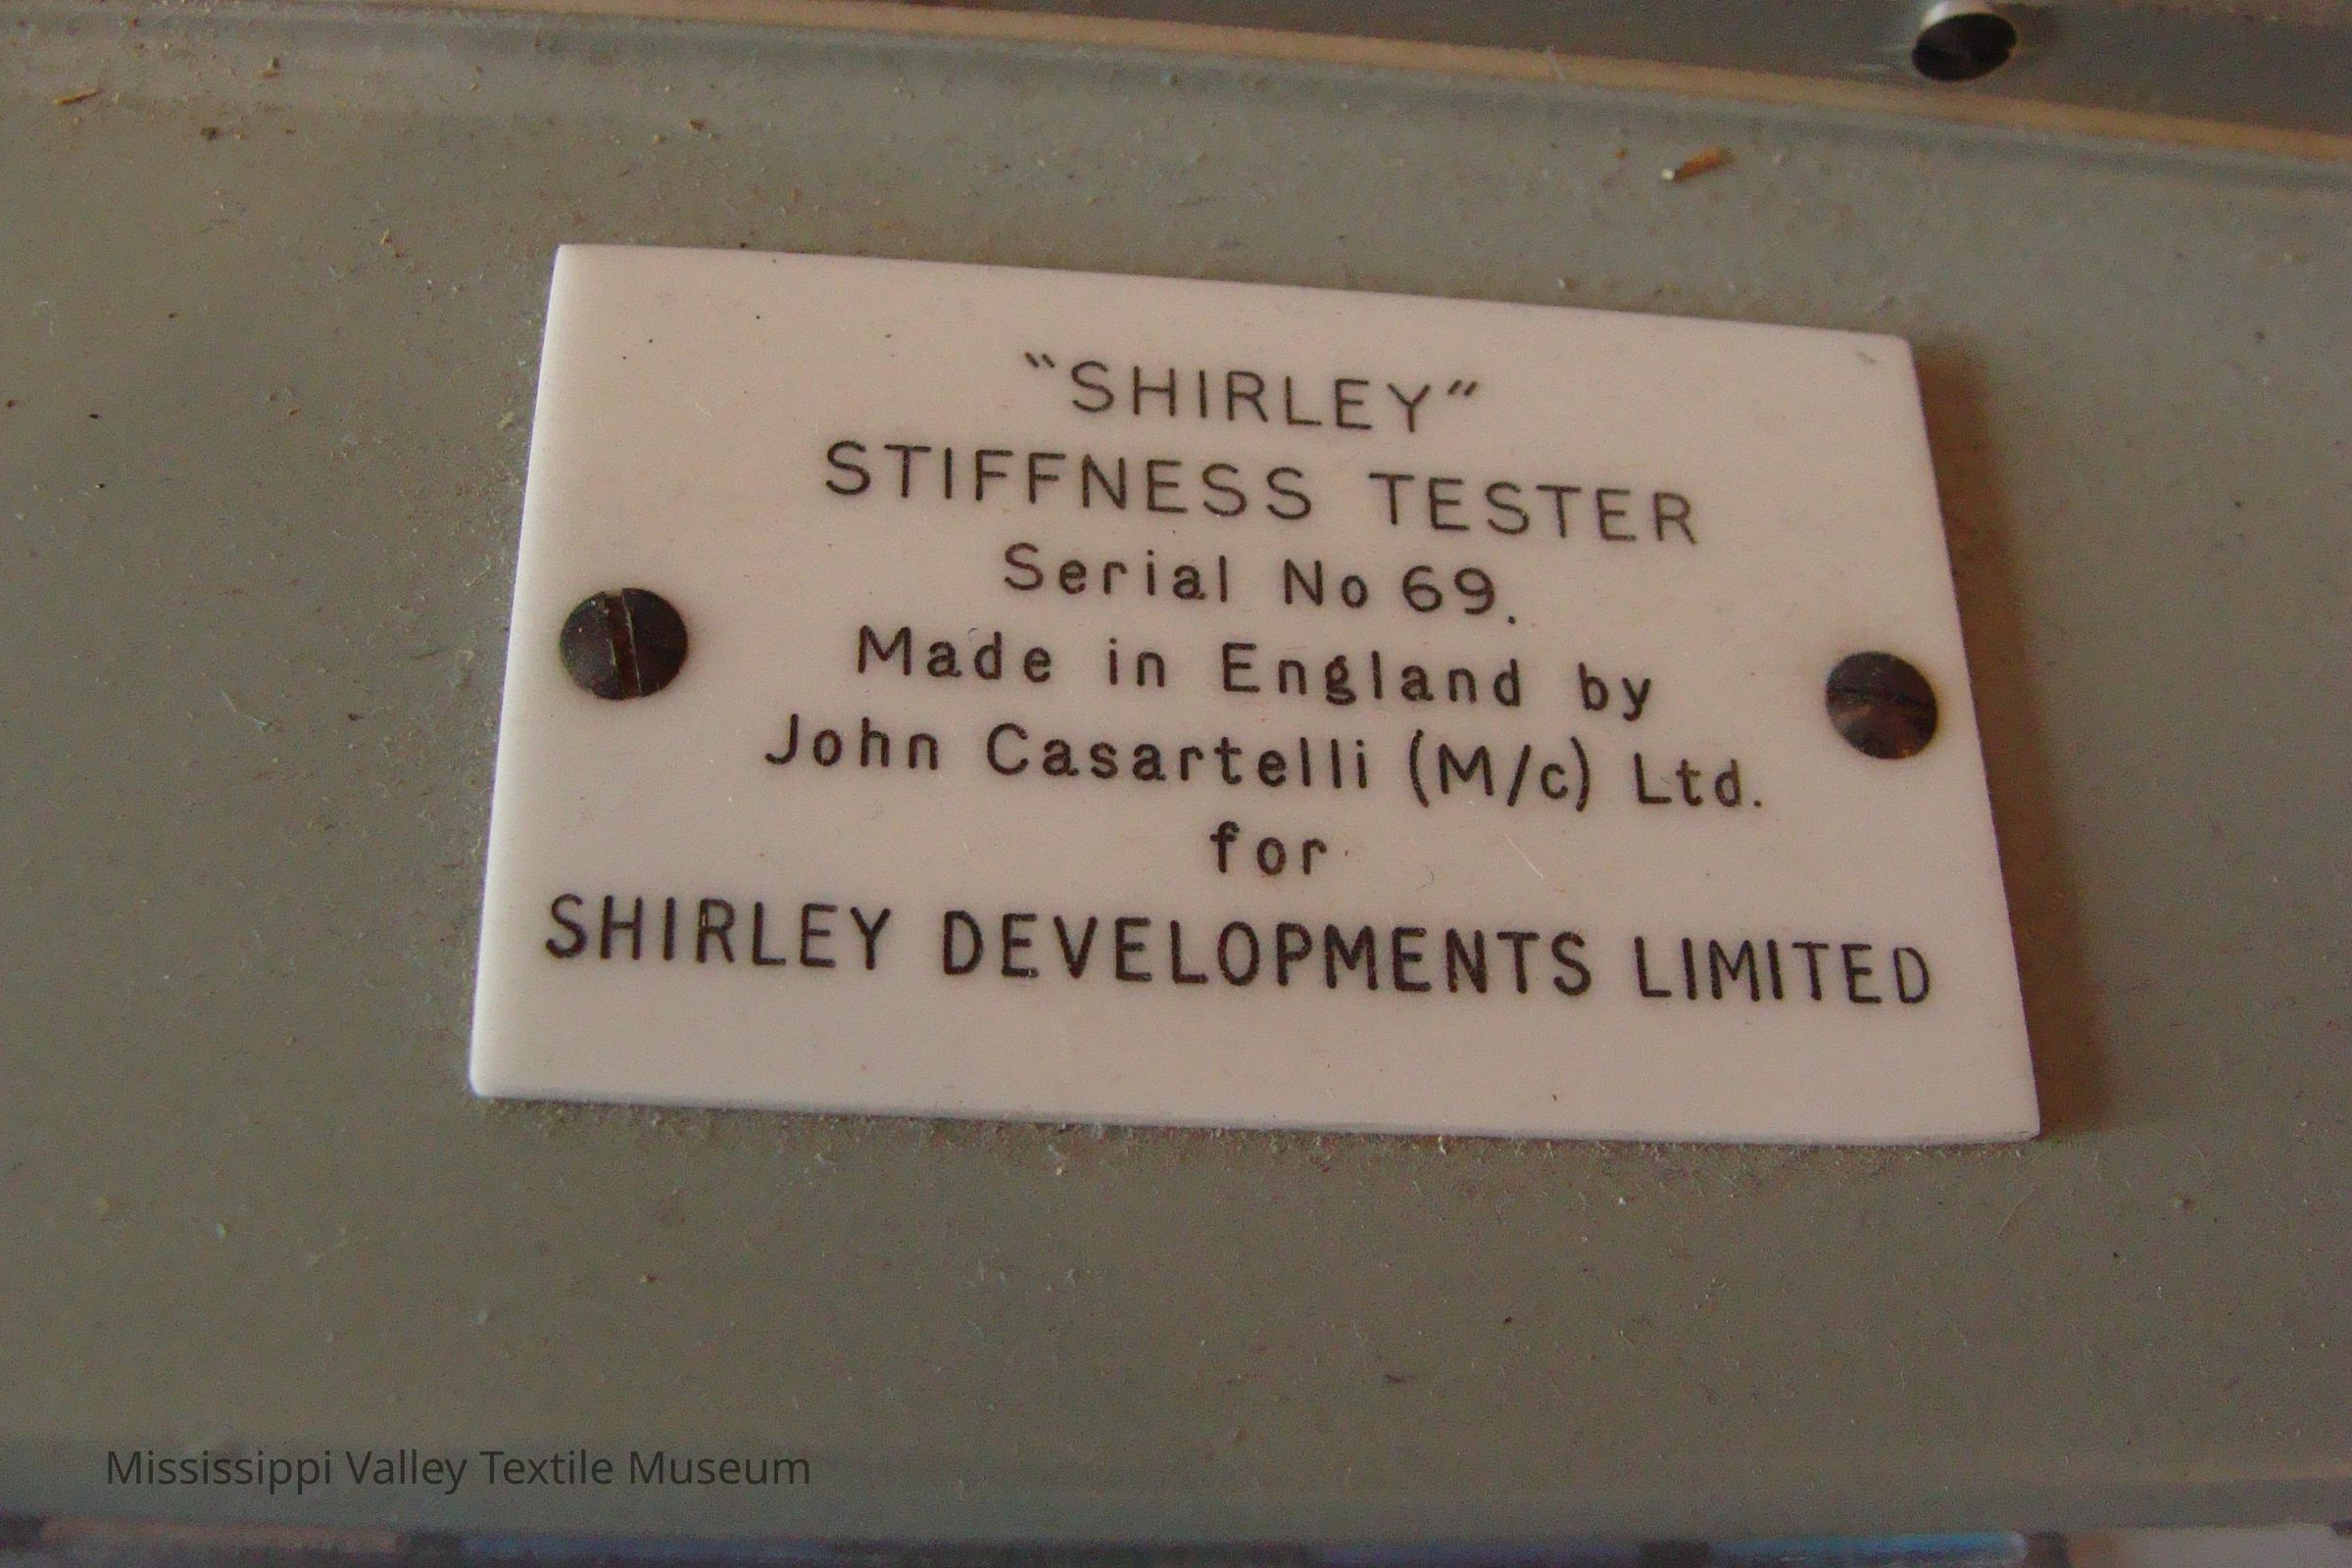 “SHIRLEY”
STIFFNESS TESTER
Serial No 69.
Made in England by
John Casartelli (M/c) Ltd.
for
SHIRLEY DEVELOPMENTS LIMITED
Mississippi Valley Textile Museum